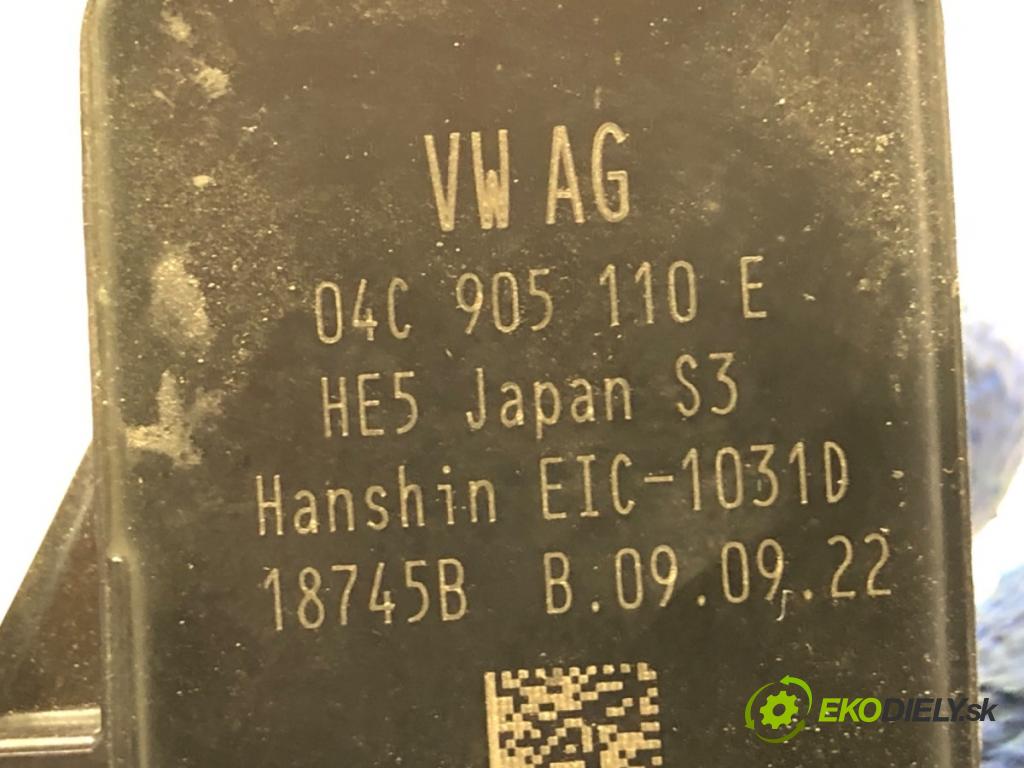 VW AG
04C 905 110 E
HE5 Japan S3
Hanshin EIC-1031D
18745B B.09.09.22
EKODIELY.sk